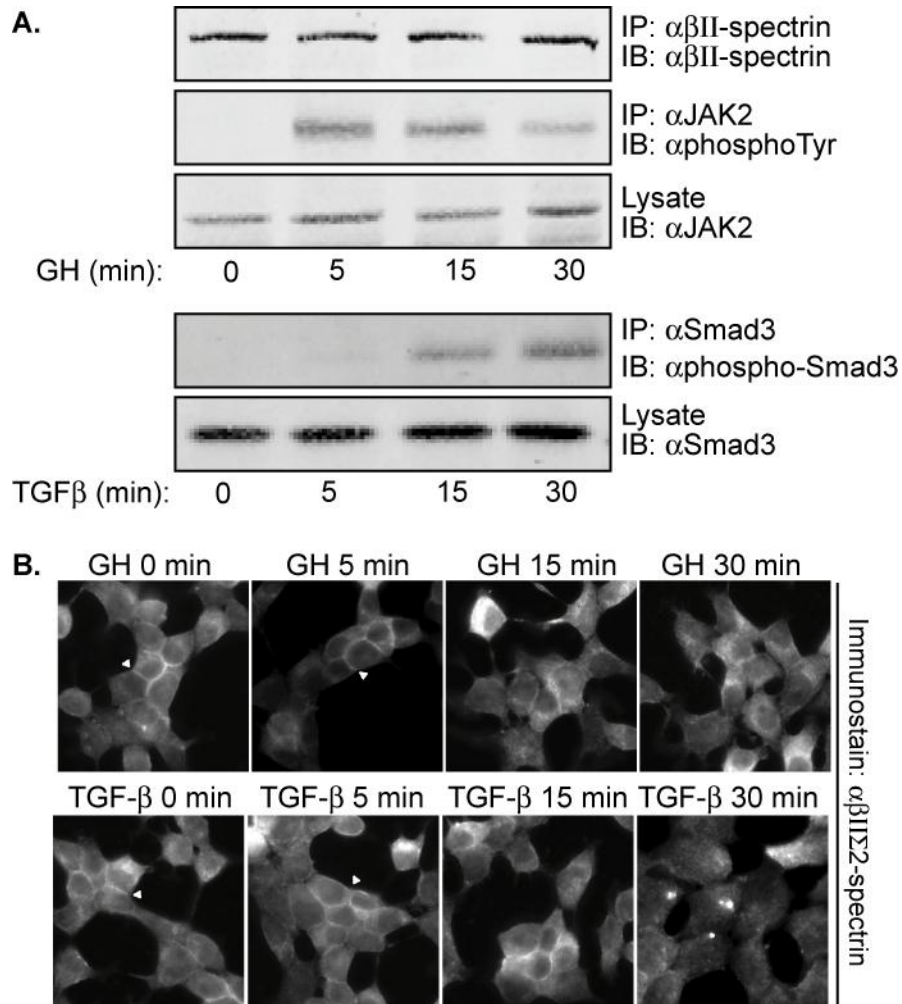 A.
IP: αβII-spectrin
IB: αβII-spectrin
IP: αJAK2
IB: αphosphoTyr
Lysate
IB: αJAK2
GH (min): 0 5 15 30
IP: αSmad3
IB: αphospho-Smad3
Lysate
IB: αSmad3
TGFβ (min): 0 5 15 30
B.
GH 0 min GH 5 min GH 15 min GH 30 min
TGF-β 0 min TGF-β 5 min TGF-β 15 min TGF-β 30 min
Immunostain: αβIIΣ2-spectrin